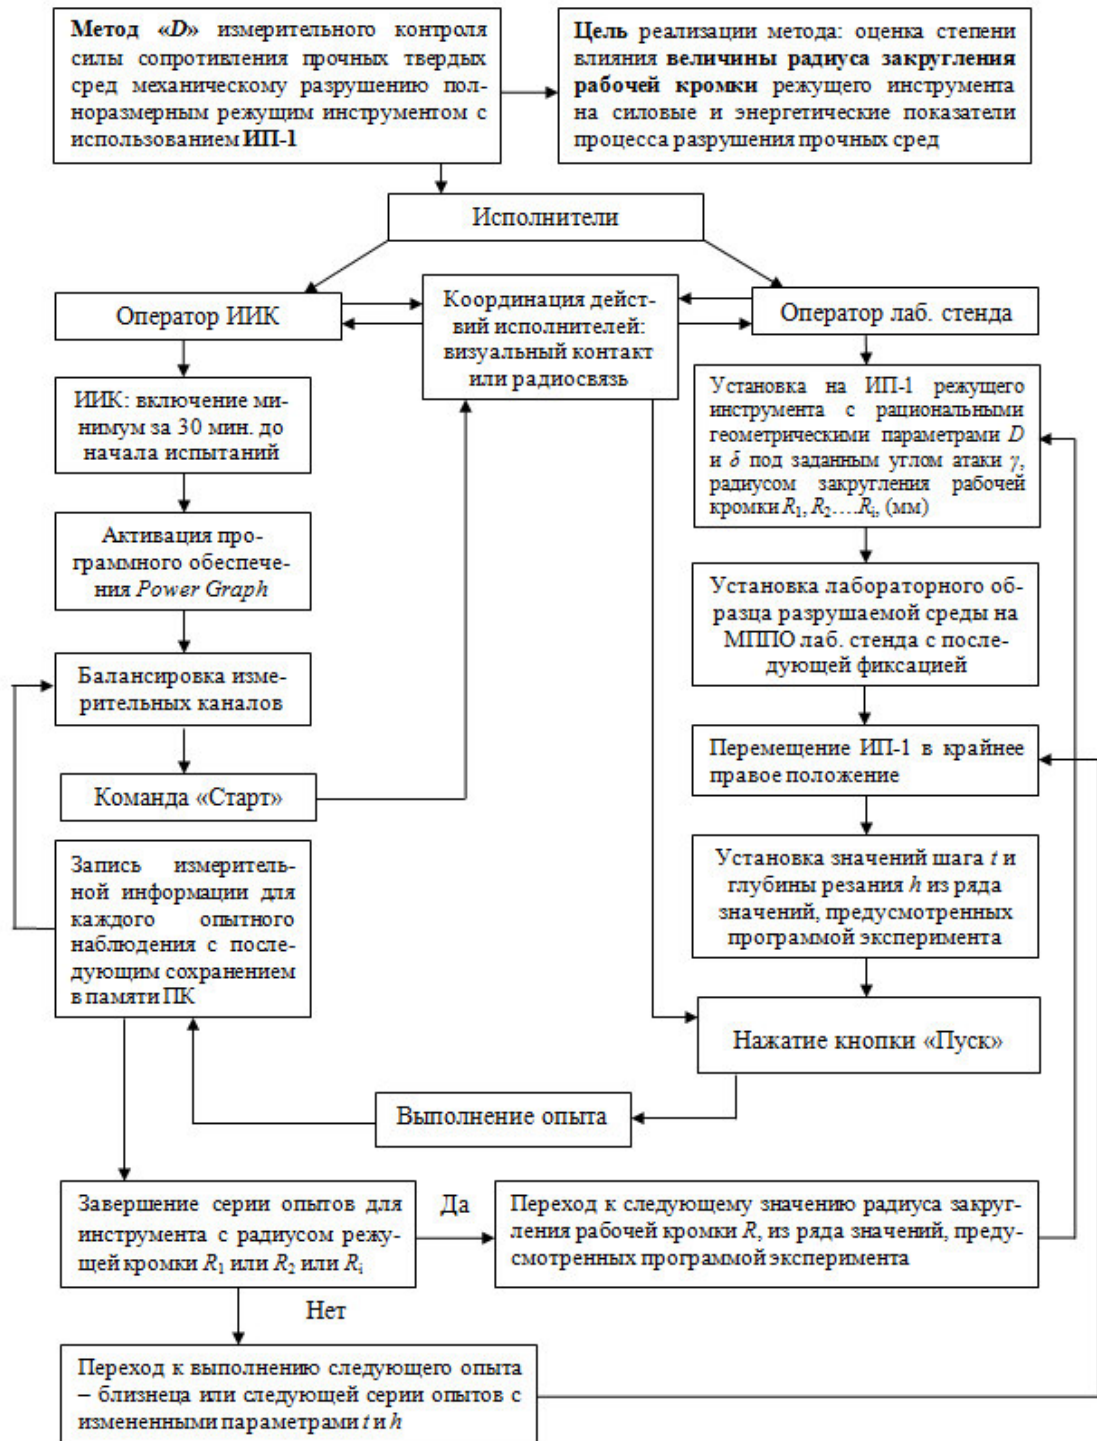 Метод «D» измерительного контроля
силы сопротивления прочных твердых
сред механическому разрушению пол-
норазмерным режущим инструментом с
использованием ИП-1
Цель реализации метода: оценка степени
влияния величины радиуса закругления
рабочей кромки режущего инструмента
на силовые и энергетические показатели
процесса разрушения прочных сред
Исполнители
Оператор ИИК
Координация дейст-
вий исполнителей:
визуальный контакт
или радиосвязь
Оператор лаб. стенда
ИИК: включение ми-
нимум за 30 мин. до
начала испытаний
Активация про-
граммного обеспече-
ния Power Graph
Балансировка изме-
рительных каналов
Команда «Старт»
Запись измеритель-
ной информации для
каждого опытного
наблюдения с после-
дующим сохранением
в памяти ПК
Установка на ИП-1 режущего
инструмента с рациональными
геометрическими параметрами D
и δ под заданным углом атаки γ,
радиусом закругления рабочей
кромки R₁, R₂….Rᵢ, (мм)
Установка лабораторного об-
разца разрушаемой среды на
МППО лаб. стенда с после-
дующей фиксацией
Перемещение ИП-1 в крайнее
правое положение
Установка значений шага t и
глубины резания h из ряда
значений, предусмотренных
программой эксперимента
Нажатие кнопки «Пуск»
Выполнение опыта
Завершение серии опытов для
инструмента с радиусом режу-
щей кромки R₁ или R₂ или Rᵢ
Да
Переход к следующему значению радиуса закруг-
ления рабочей кромки R, из ряда значений, преду-
смотренных программой эксперимента
Нет
Переход к выполнению следующего опыта
– близнеца или следующей серии опытов с
измененными параметрами t и h